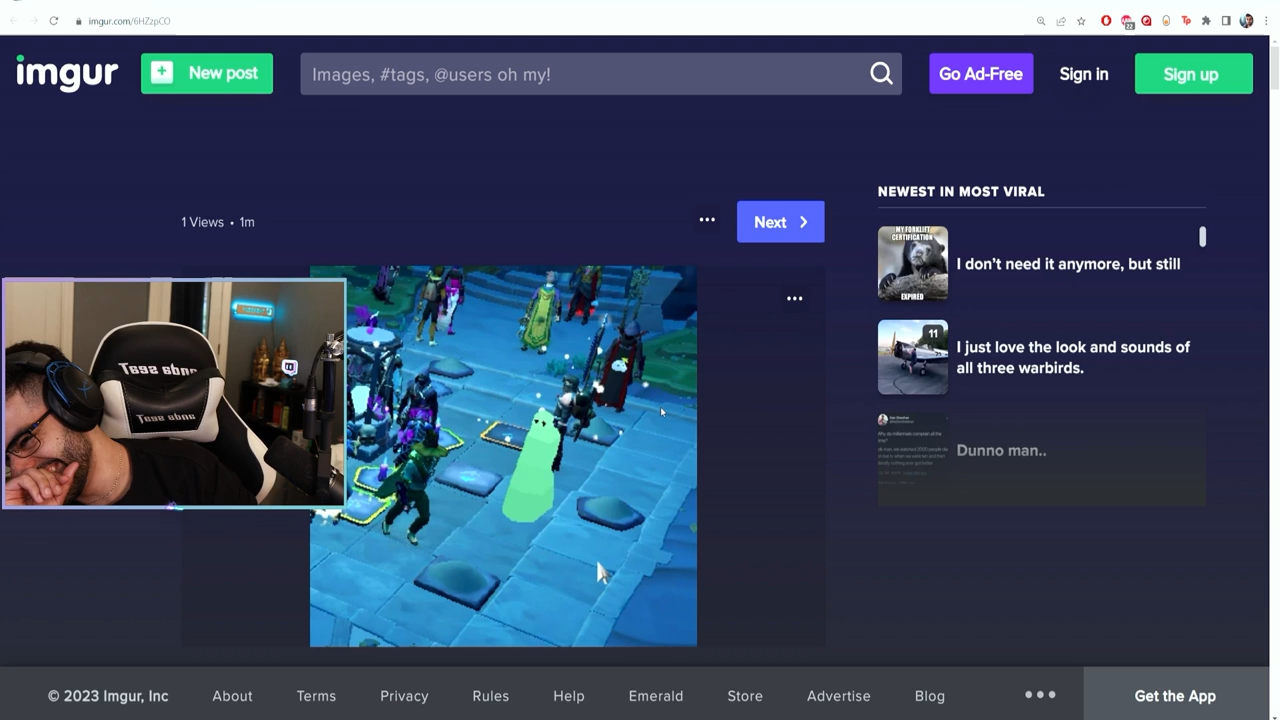 imgur.com/6HZzpCO
22
imgur
New post
Images, #tags, @users oh my!
Go Ad-Free
Sign in
Sign up
1 Views • 1m
Next
NEWEST IN MOST VIRAL
MY FORKLIFT
CERTIFICATION
EXPIRED
I don't need it anymore, but still
11
I just love the look and sounds of
all three warbirds.
Dunno man..
© 2023 Imgur, Inc
About
Terms
Privacy
Rules
Help
Emerald
Store
Advertise
Blog
Get the App